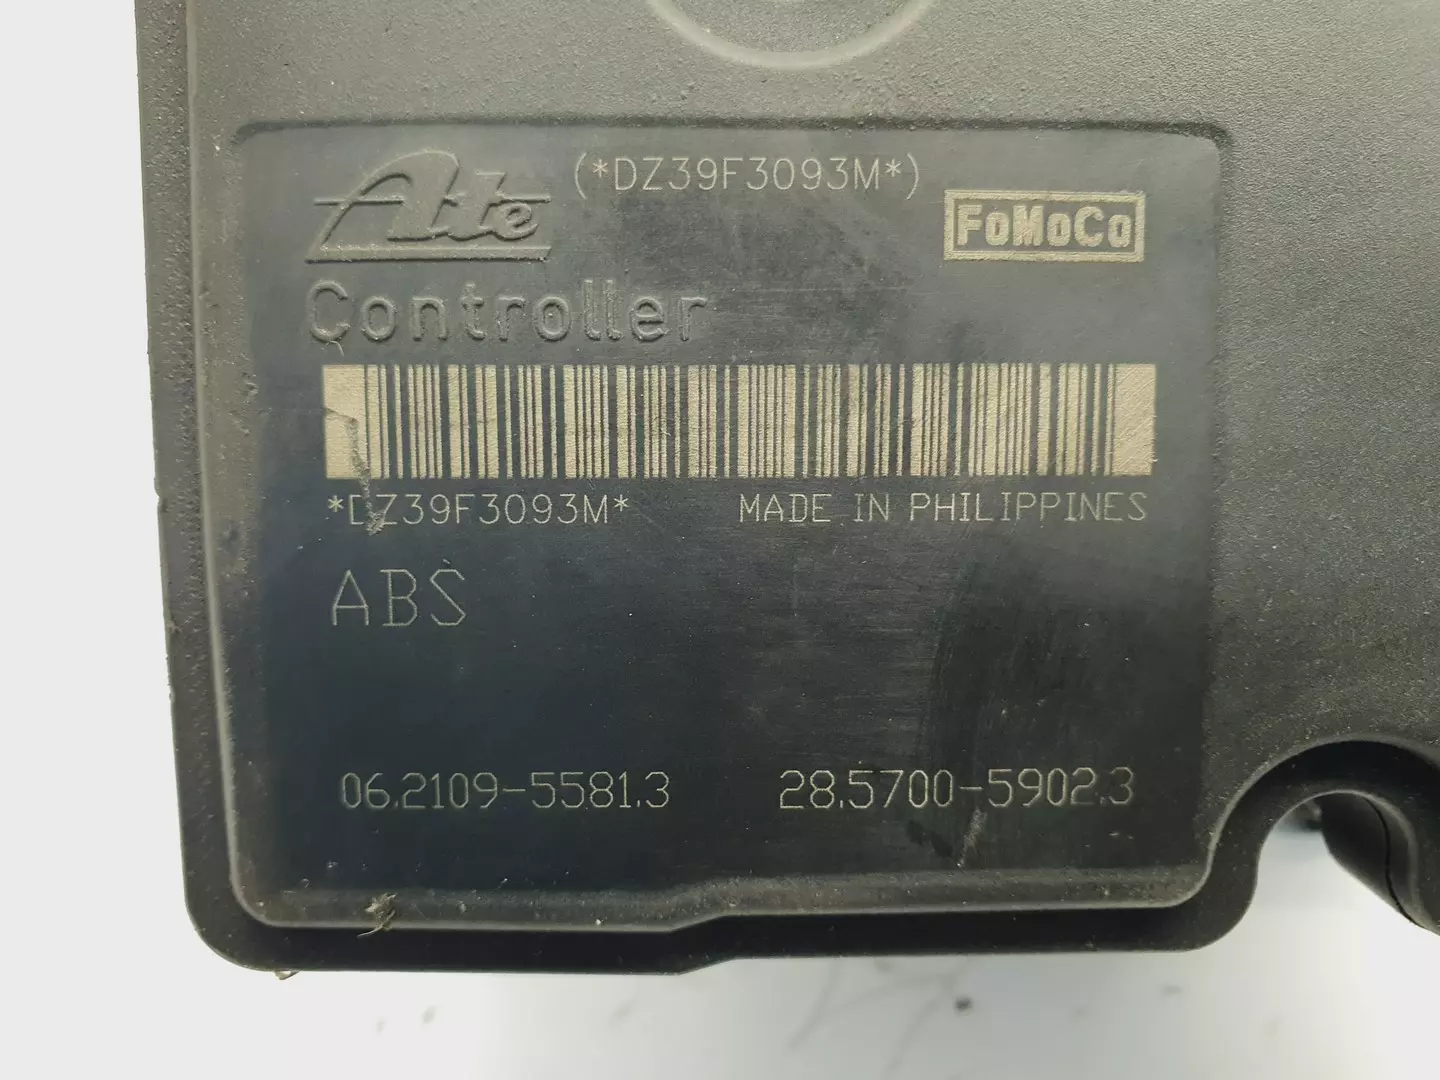 Ate (*DZ39F3093M*) FoMoCo
Controller
*DZ39F3093M* MADE IN PHILIPPINES
ABS
06.2109-5581.3 28.5700-5902.3